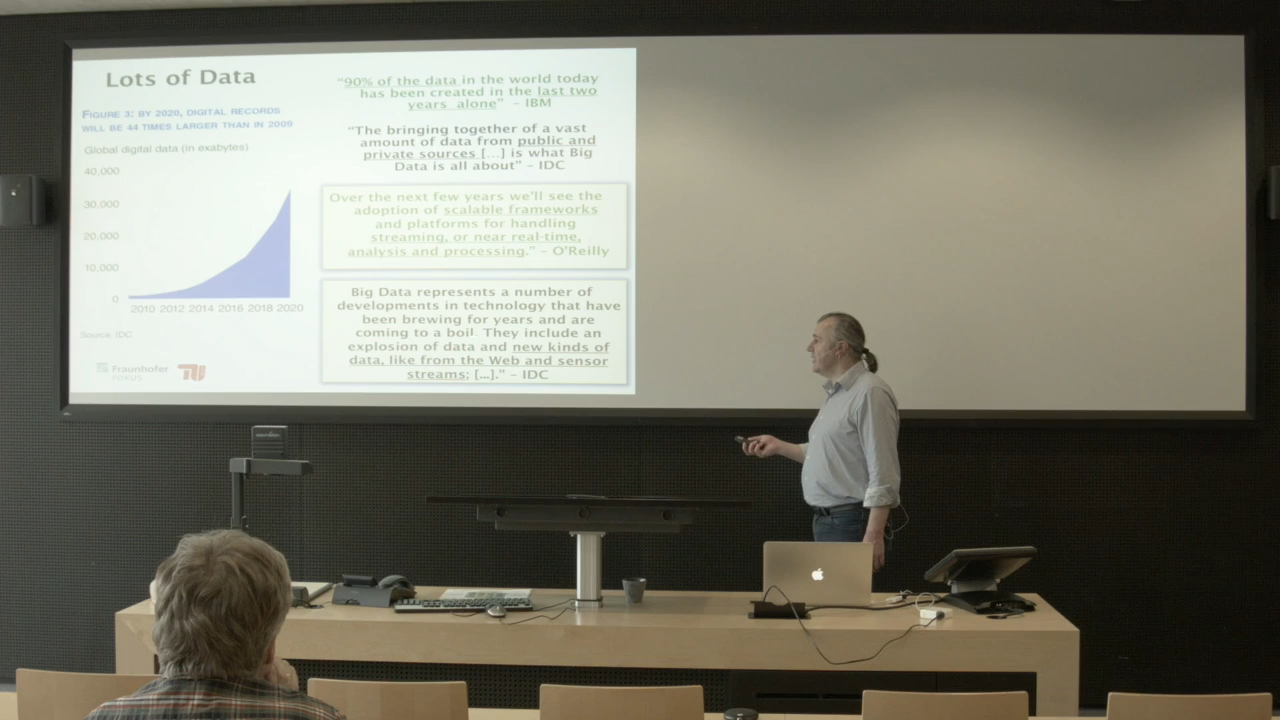 Lots of Data
FIGURE 3: BY 2020, DIGITAL RECORDS
WILL BE 44 TIMES LARGER THAN IN 2009
Global digital data (in exabytes)
40,000
30,000
20,000
10,000
0
2010 2012 2014 2016 2018 2020
Source: IDC
Fraunhofer
FOKUS
“90% of the data in the world today
has been created in the last two
years alone” – IBM
“The bringing together of a vast
amount of data from public and
private sources […] is what Big
Data is all about” – IDC
Over the next few years we’ll see the
adoption of scalable frameworks
and platforms for handling
streaming, or near real-time,
analysis and processing.” – O’Reilly
Big Data represents a number of
developments in technology that have
been brewing for years and are
coming to a boil. They include an
explosion of data and new kinds of
data, like from the Web and sensor
streams; […].” – IDC